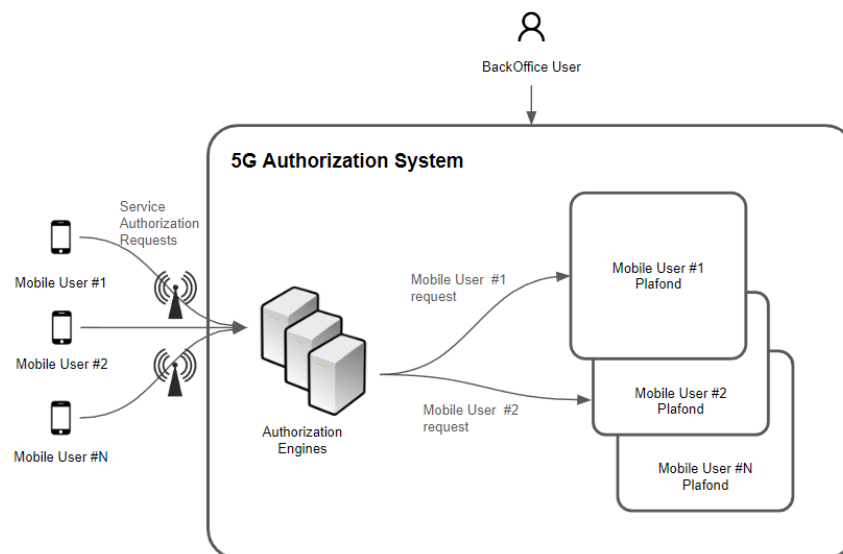 BackOffice User
5G Authorization System
Service
Authorization
Requests
Mobile User #1
Mobile User #2
Mobile User #N
Authorization
Engines
Mobile User #1
request
Mobile User #2
request
Mobile User #1
Plafond
Mobile User #2
Plafond
Mobile User #N
Plafond